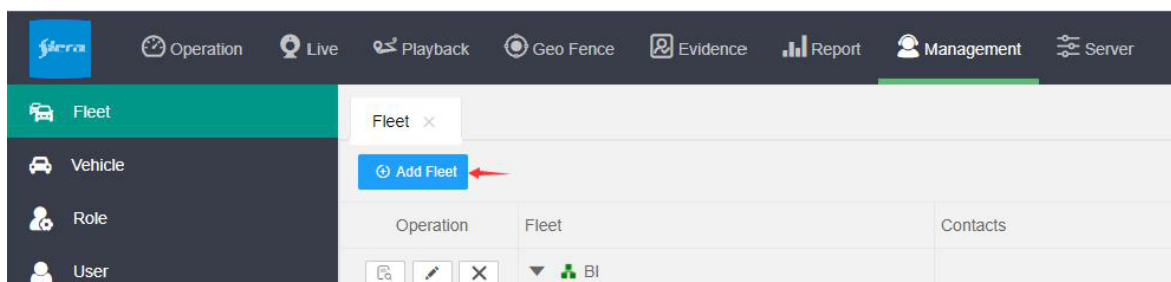 Siera Operation Live Playback Geo Fence Evidence Report Management Server
Fleet
Fleet
Vehicle
Add Fleet
Role
Operation Fleet Contacts
User
BI